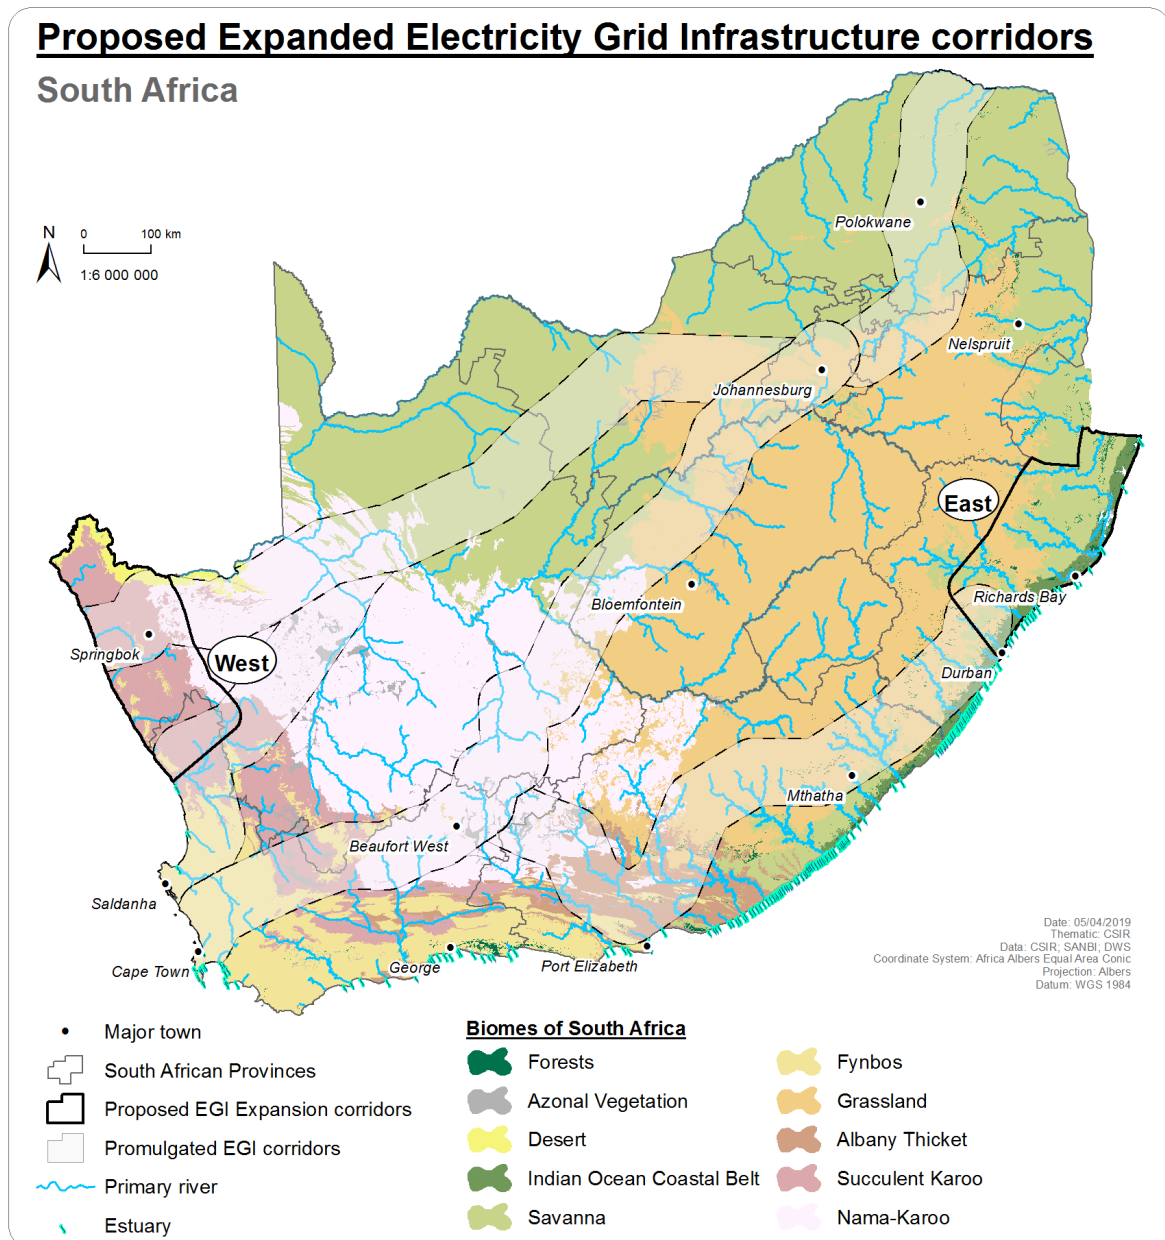 Proposed Expanded Electricity Grid Infrastructure corridors
South Africa
N
0 100 km
1:6 000 000
Polokwane
Nelspruit
Johannesburg
East
Richards Bay
Bloemfontein
Springbok
West
Durban
Mthatha
Beaufort West
Saldanha
Cape Town
George
Port Elizabeth
Date: 05/04/2019
Thematic: CSIR
Data: CSIR; SANBI; DWS
Coordinate System: Africa Albers Equal Area Conic
Projection: Albers
Datum: WGS 1984
Major town
South African Provinces
Proposed EGI Expansion corridors
Promulgated EGI corridors
Primary river
Estuary
Biomes of South Africa
Forests
Azonal Vegetation
Desert
Indian Ocean Coastal Belt
Savanna
Fynbos
Grassland
Albany Thicket
Succulent Karoo
Nama-Karoo